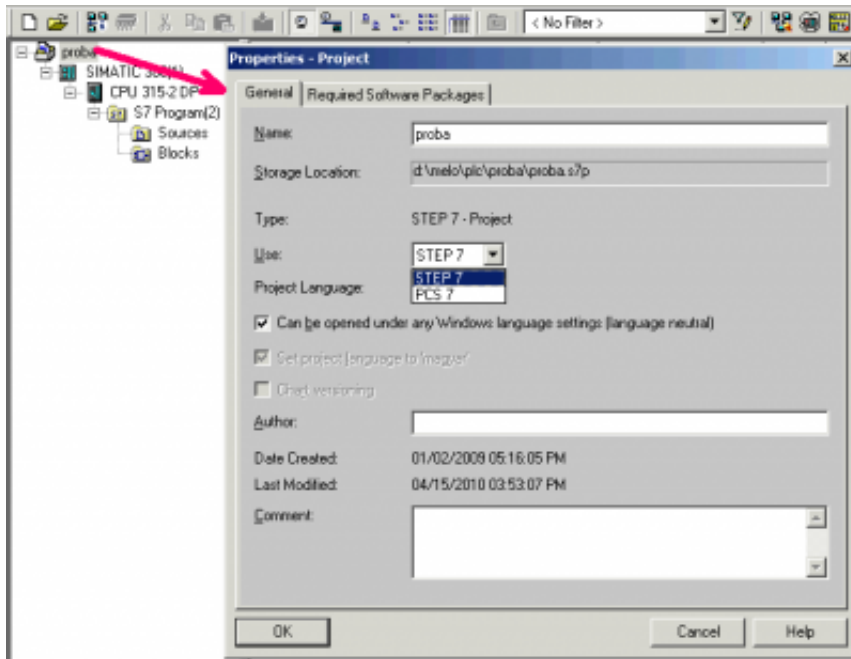 < No Filter >
proba
SIMATIC 300(1)
CPU 315-2 DP
S7 Program(2)
Sources
Blocks
Properties - Project
General
Required Software Packages
Name:
proba
Storage Location:
d:\melo\plc\proba\proba.s7p
Type:
STEP 7 - Project
Use:
STEP 7
STEP 7
PCS 7
Project Language:
Can be opened under any Windows language settings (language neutral)
Set project language to 'magyar'
Chart versioning
Author:
Date Created:
01/02/2009 05:16:05 PM
Last Modified:
04/15/2010 03:53:07 PM
Comment:
OK
Cancel
Help